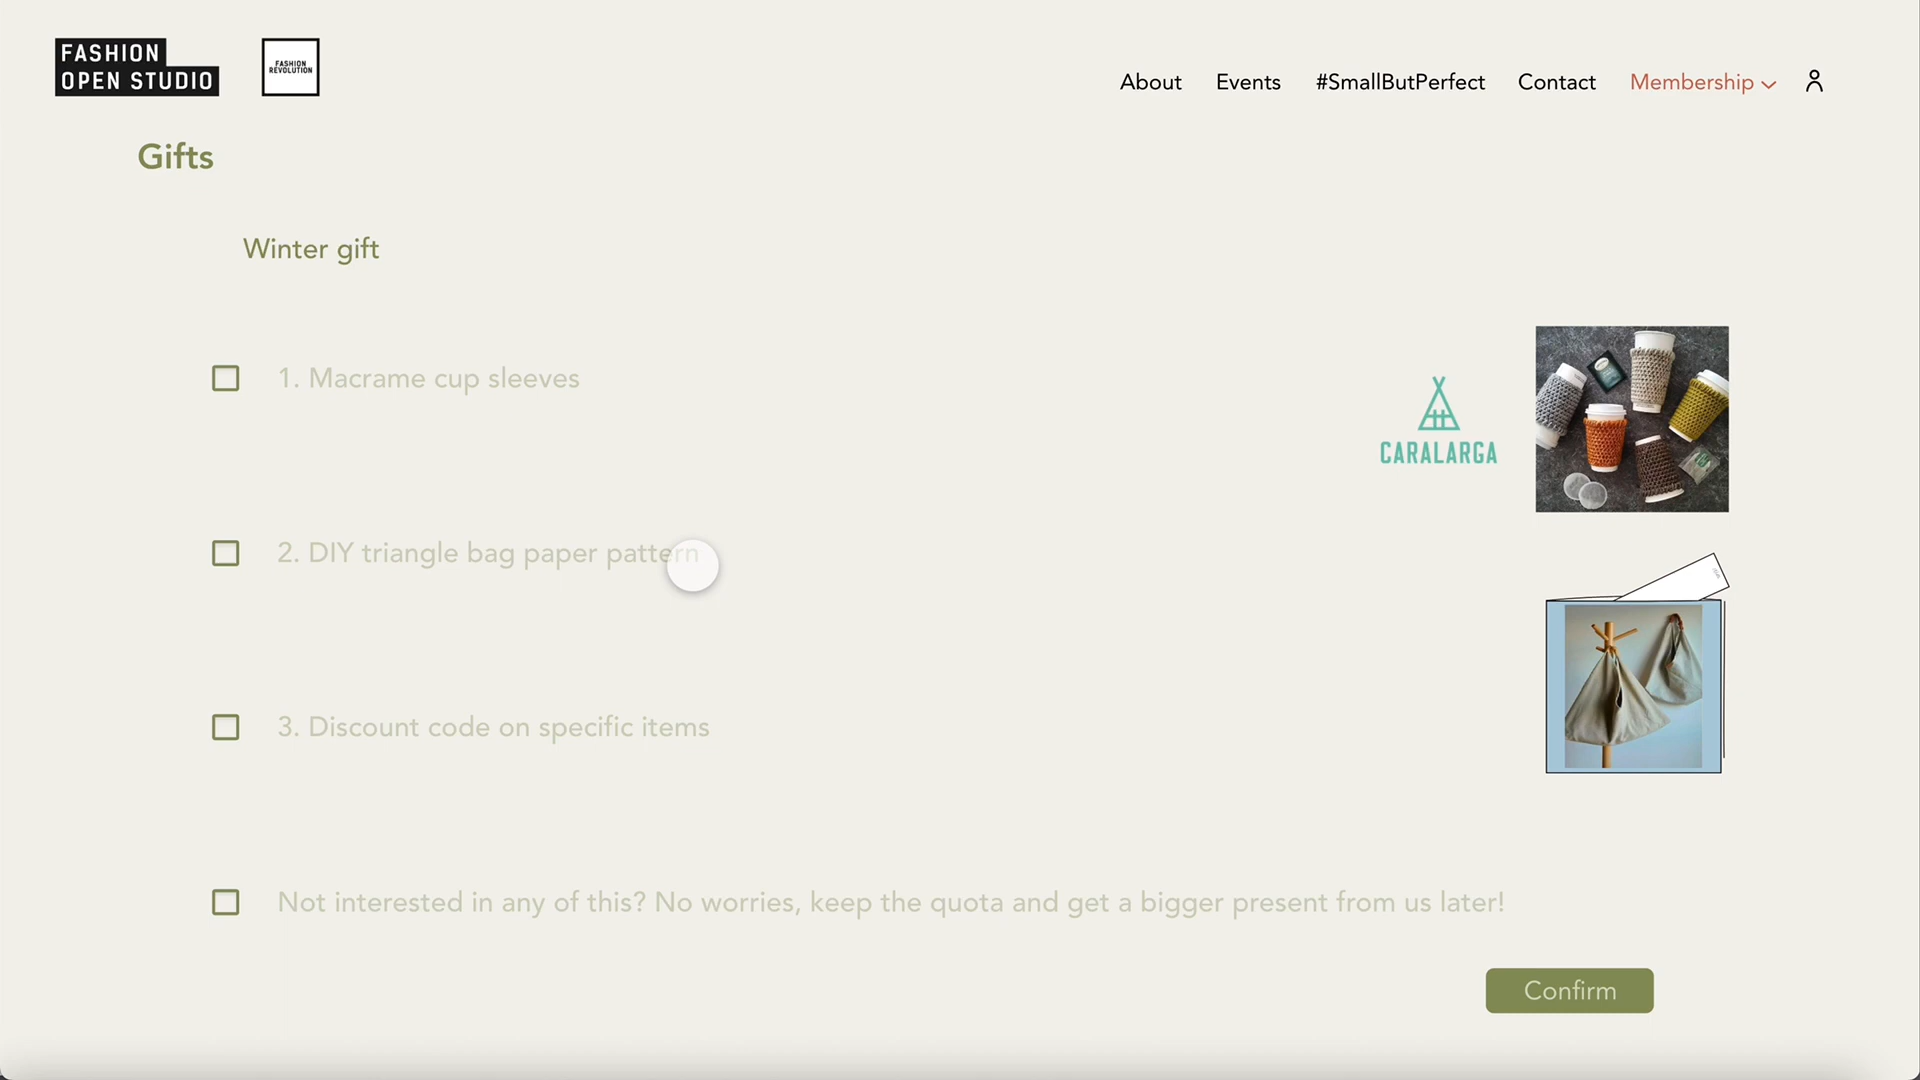 FASHION
OPEN STUDIO
FASHION
REVOLUTION
About
Events
#SmallButPerfect
Contact
Membership
Gifts
Winter gift
1. Macrame cup sleeves
CARALARGA
2. DIY triangle bag paper pattern
3. Discount code on specific items
Not interested in any of this? No worries, keep the quota and get a bigger present from us later!
Confirm